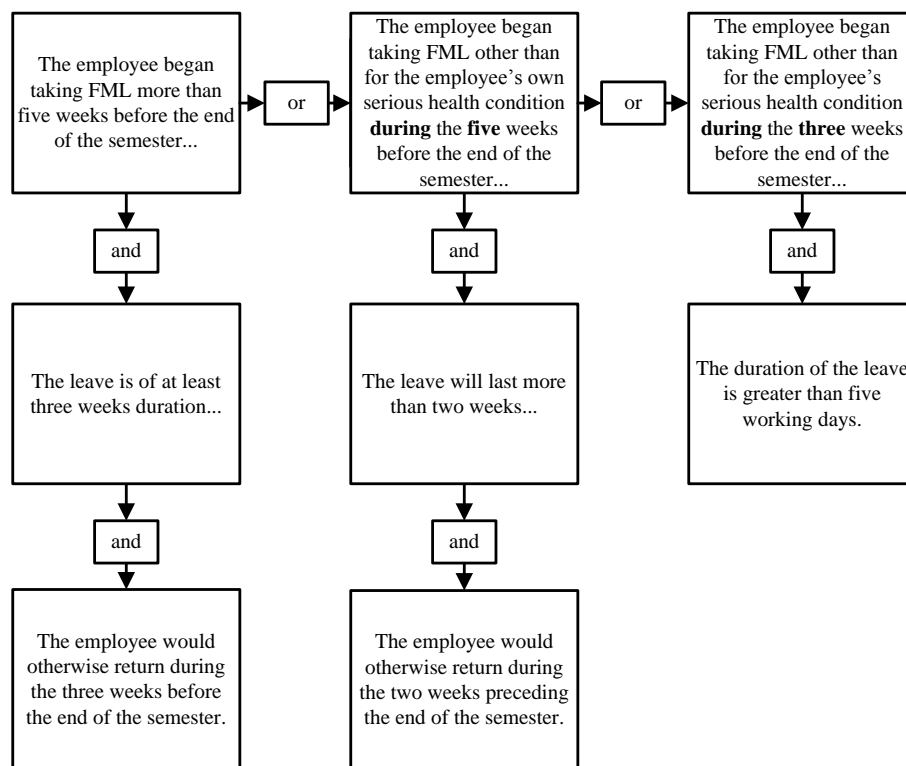 The employee began
taking FML more than
five weeks before the end
of the semester...
or
The employee began
taking FML other than
for the employee’s own
serious health condition
during the five weeks
before the end of the
semester...
or
The employee began
taking FML other than
for the employee’s
serious health condition
during the three weeks
before the end of the
semester...
and
and
and
The leave is of at least
three weeks duration...
The leave will last more
than two weeks...
The duration of the leave
is greater than five
working days.
and
and
The employee would
otherwise return during
the three weeks before
the end of the semester.
The employee would
otherwise return during
the two weeks preceding
the end of the semester.